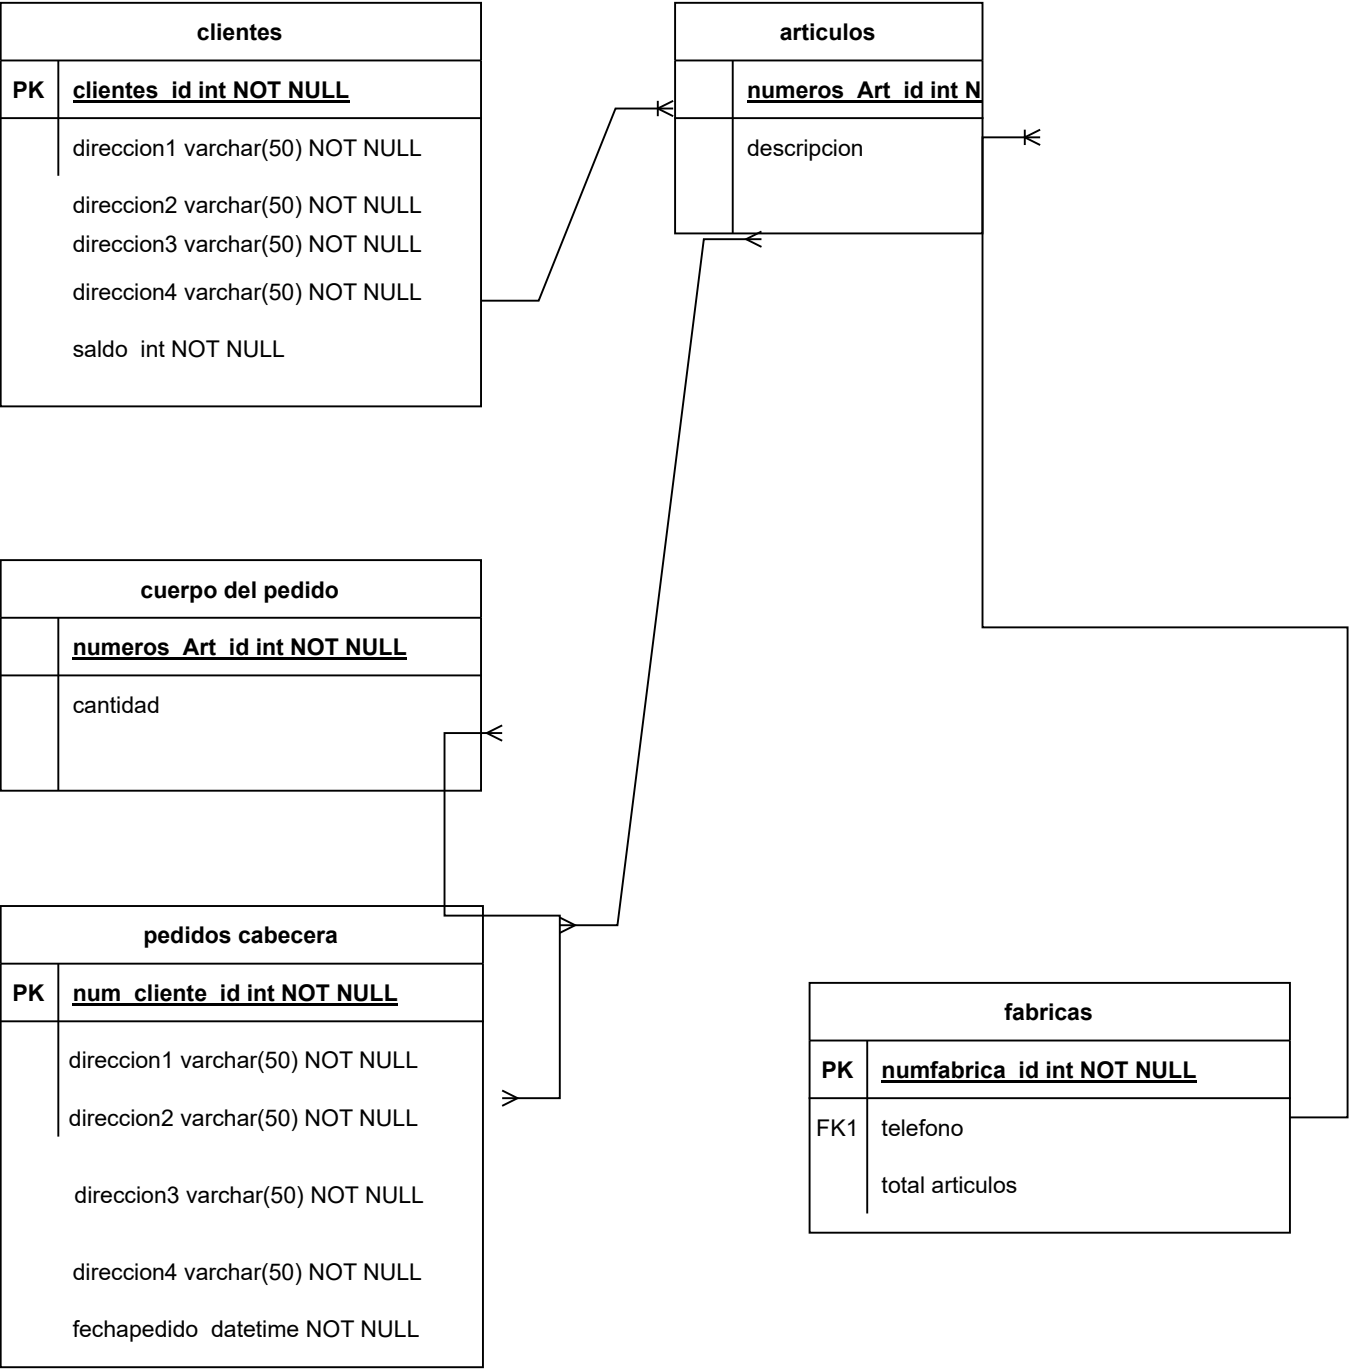 clientes
PK clientes_id int NOT NULL
direccion1 varchar(50) NOT NULL
direccion2 varchar(50) NOT NULL
direccion3 varchar(50) NOT NULL
direccion4 varchar(50) NOT NULL
saldo int NOT NULL
articulos
numeros_Art_id int N
descripcion
cuerpo del pedido
numeros_Art_id int NOT NULL
cantidad
pedidos cabecera
PK num_cliente_id int NOT NULL
direccion1 varchar(50) NOT NULL
direccion2 varchar(50) NOT NULL
direccion3 varchar(50) NOT NULL
direccion4 varchar(50) NOT NULL
fechapedido datetime NOT NULL
fabricas
PK numfabrica_id int NOT NULL
FK1 telefono
total articulos